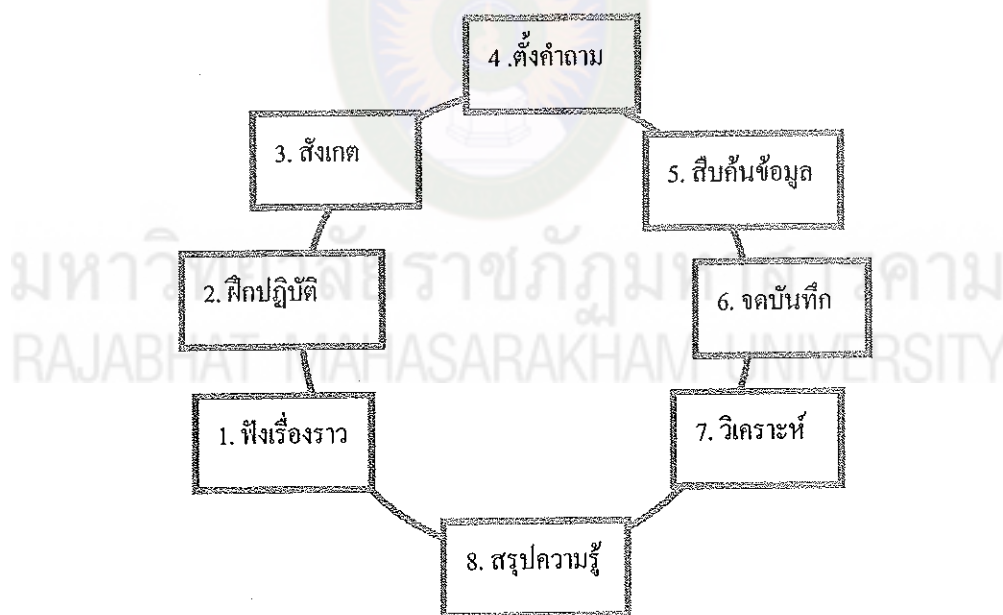 4 .ตั้งคำถาม
3. สังเกต
5. สืบค้นข้อมูล
2. ฝึกปฏิบัติ
6. จดบันทึก
1. ฟังเรื่องราว
7. วิเคราะห์
8. สรุปความรู้
มหาวิทยาลัยราชภัฏมหาสารคาม
RAJABHAT MAHASARAKHAM UNIVERSITY